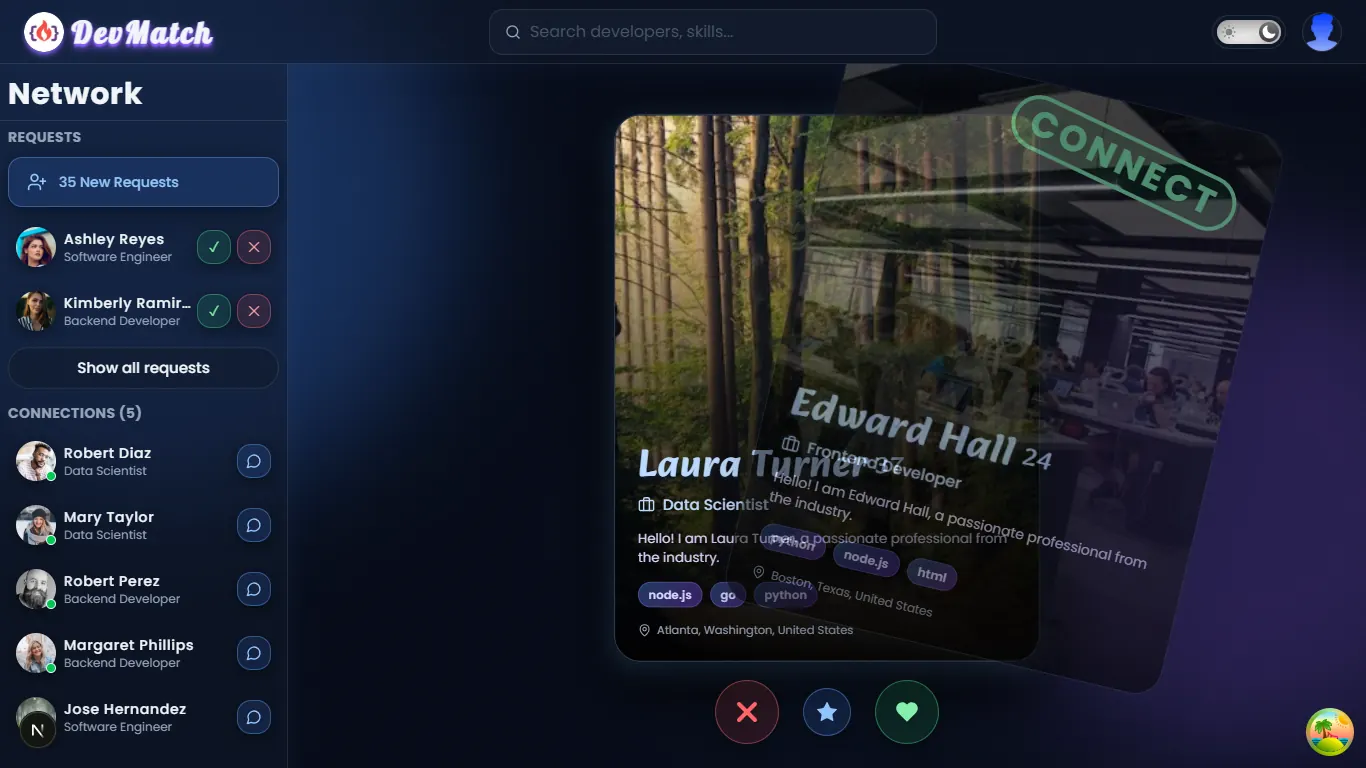 DevMatch
Search developers, skills...
Network
REQUESTS
35 New Requests
Ashley Reyes
Software Engineer
Kimberly Ramir...
Backend Developer
Show all requests
CONNECTIONS (5)
Robert Diaz
Data Scientist
Mary Taylor
Data Scientist
Robert Perez
Backend Developer
Margaret Phillips
Backend Developer
Jose Hernandez
Software Engineer
N
CONNECT
Edward Hall 24
Frontend Developer
Hello! I am Edward Hall, a passionate professional from
the industry.
python
node.js
html
Boston, Texas, United States
Laura Turner 37
Data Scientist
Hello! I am Laura Turner, a passionate professional from
the industry.
node.js
go
python
Atlanta, Washington, United States